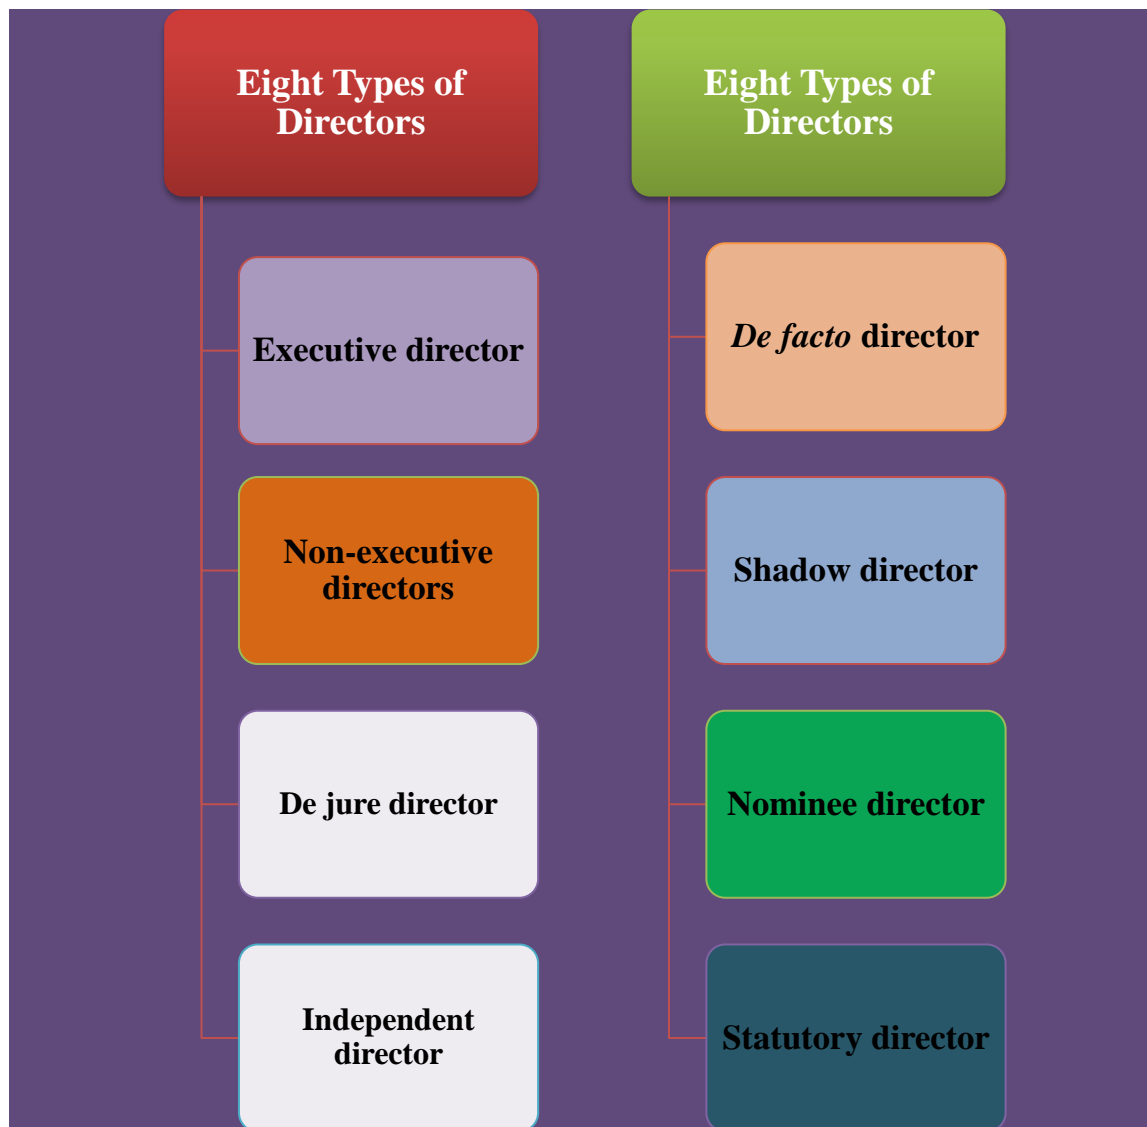 Eight Types of
Directors
Executive director
Non-executive
directors
De jure director
Independent
director
Eight Types of
Directors
De facto director
Shadow director
Nominee director
Statutory director